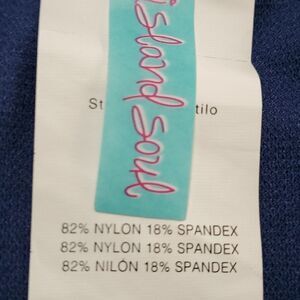 island soul
St tilo
82% NYLON 18% SPANDEX
82% NYLON 18% SPANDEX
82% NILÓN 18% SPANDEX